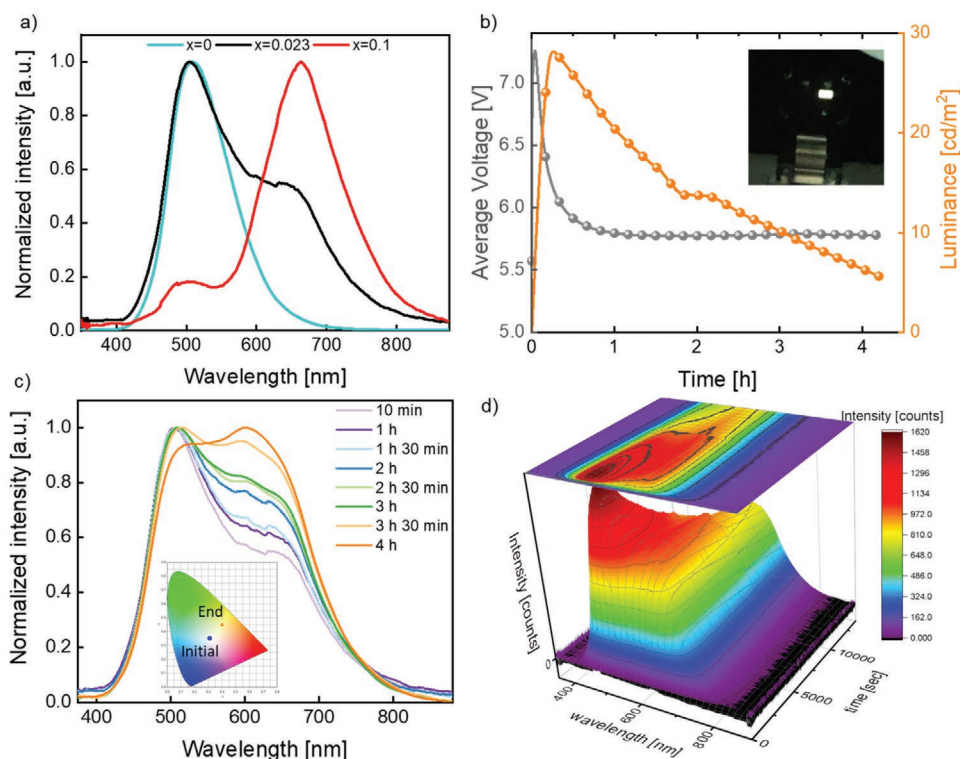 a)
x=0 x=0.023 x=0.1
Normalized intensity [a.u.]
1.0
0.8
0.6
0.4
0.2
0.0
400 500 600 700 800
Wavelength [nm]
b)
Average Voltage [V]
7.0
6.5
6.0
5.5
5.0
0 1 2 3 4
Time [h]
30
20
10
0
Luminance [cd/m²]
c)
Normalized intensity [a.u.]
1.0
0.8
0.6
0.4
0.2
0.0
10 min
1 h
1 h 30 min
2 h
2 h 30 min
3 h
3 h 30 min
4 h
End
Initial
400 500 600 700 800
Wavelength [nm]
d)
Intensity [counts]
1620
1458
1296
1134
972.0
810.0
648.0
486.0
324.0
162.0
0.000
Intensity [counts]
0
400 600 800
wavelength [nm]
0 5000 10000
time [sec]